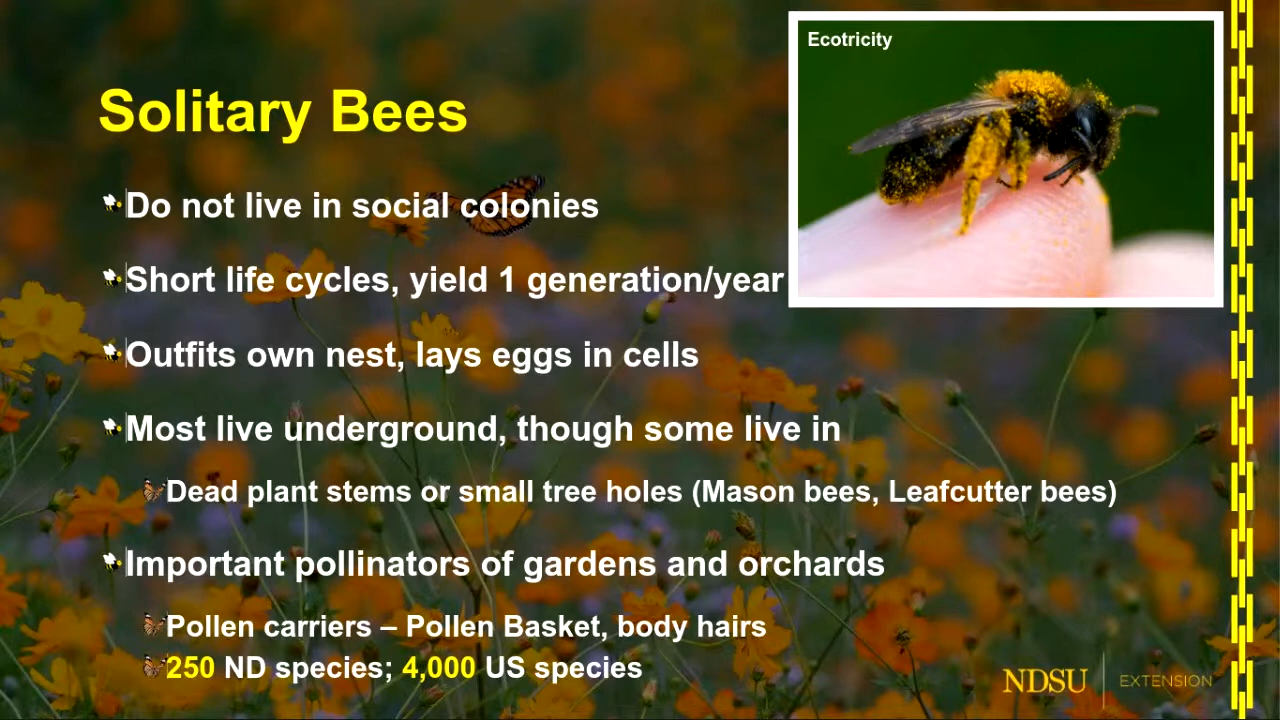 Ecotricity
Solitary Bees
Do not live in social colonies
Short life cycles, yield 1 generation/year
Outfits own nest, lays eggs in cells
Most live underground, though some live in
Dead plant stems or small tree holes (Mason bees, Leafcutter bees)
Important pollinators of gardens and orchards
Pollen carriers – Pollen Basket, body hairs
250 ND species; 4,000 US species
NDSU EXTENSION